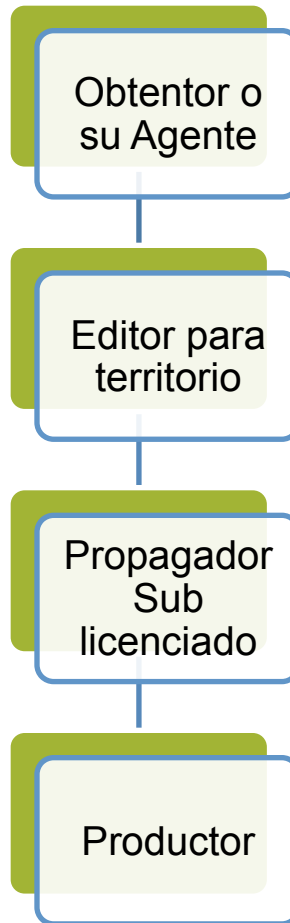 Obtentor o
su Agente
Editor para
territorio
Propagador
Sub
licenciado
Productor